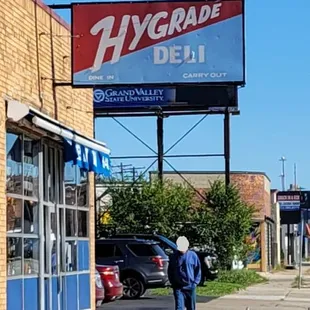 HYGRADE
DELI
DINE IN
CARRY OUT
GRAND VALLEY
STATE UNIVERSITY